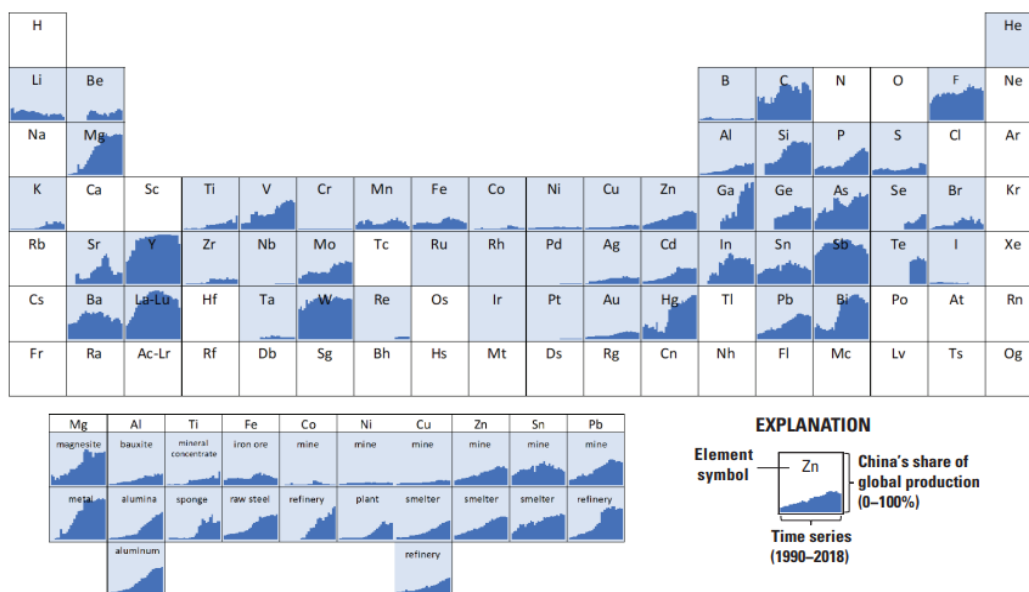 H He
Li Be B C N O F Ne
Na Mg Al Si P S Cl Ar
K Ca Sc Ti V Cr Mn Fe Co Ni Cu Zn Ga Ge As Se Br Kr
Rb Sr Y Zr Nb Mo Tc Ru Rh Pd Ag Cd In Sn Sb Te I Xe
Cs Ba La-Lu Hf Ta W Re Os Ir Pt Au Hg Tl Pb Bi Po At Rn
Fr Ra Ac-Lr Rf Db Sg Bh Hs Mt Ds Rg Cn Nh Fl Mc Lv Ts Og
Mg Al Ti Fe Co Ni Cu Zn Sn Pb
magnesite bauxite mineral concentrate iron ore mine mine mine mine mine mine
metal alumina sponge raw steel refinery plant smelter smelter smelter refinery
aluminum refinery
EXPLANATION
Element
symbol
Zn
China's share of
global production
(0–100%)
Time series
(1990–2018)